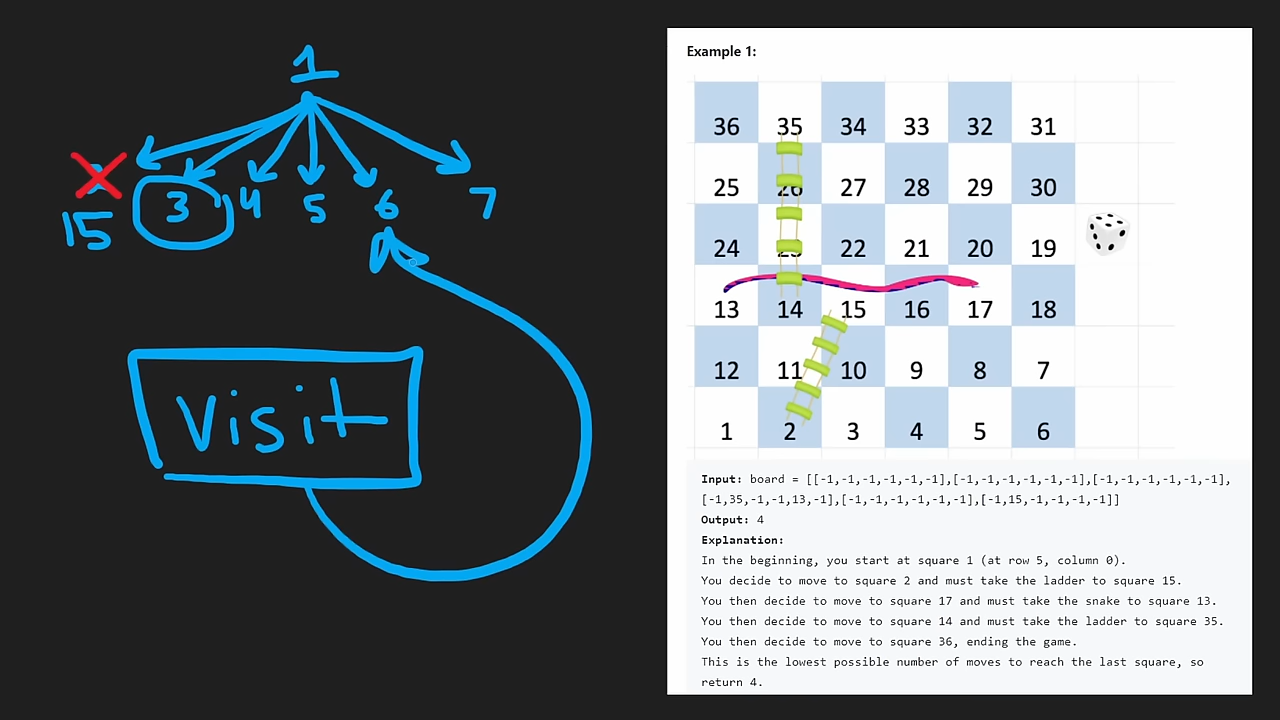 1
3 4 5 6 7
15
Visit
Example 1:
36 35 34 33 32 31
25 26 27 28 29 30
24 23 22 21 20 19
13 14 15 16 17 18
12 11 10 9 8 7
1 2 3 4 5 6
Input: board = [[-1,-1,-1,-1,-1,-1],[-1,-1,-1,-1,-1,-1],[-1,-1,-1,-1,-1,-1],
[-1,35,-1,-1,13,-1],[-1,-1,-1,-1,-1,-1],[-1,15,-1,-1,-1,-1]]
Output: 4
Explanation:
In the beginning, you start at square 1 (at row 5, column 0).
You decide to move to square 2 and must take the ladder to square 15.
You then decide to move to square 17 and must take the snake to square 13.
You then decide to move to square 14 and must take the ladder to square 35.
You then decide to move to square 36, ending the game.
This is the lowest possible number of moves to reach the last square, so
return 4.